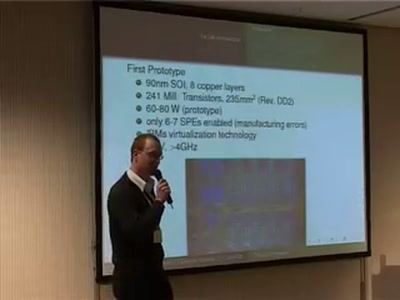 First Prototype
90nm SOI, 8 copper layers
241 Mill. Transistors, 235mm² (Rev. DD2)
60-80 W (prototype)
only 6-7 SPEs enabled (manufacturing errors)
IBMs virtualization technology
>4GHz